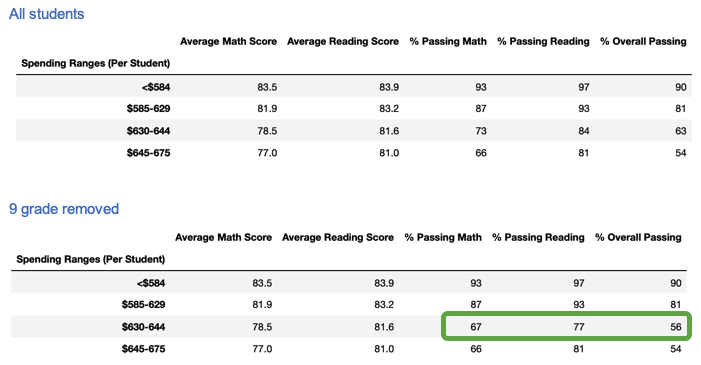 All students
Average Math Score Average Reading Score % Passing Math % Passing Reading % Overall Passing
Spending Ranges (Per Student)
<$584 83.5 83.9 93 97 90
$585-629 81.9 83.2 87 93 81
$630-644 78.5 81.6 73 84 63
$645-675 77.0 81.0 66 81 54
9 grade removed
Average Math Score Average Reading Score % Passing Math % Passing Reading % Overall Passing
Spending Ranges (Per Student)
<$584 83.5 83.9 93 97 90
$585-629 81.9 83.2 87 93 81
$630-644 78.5 81.6 67 77 56
$645-675 77.0 81.0 66 81 54